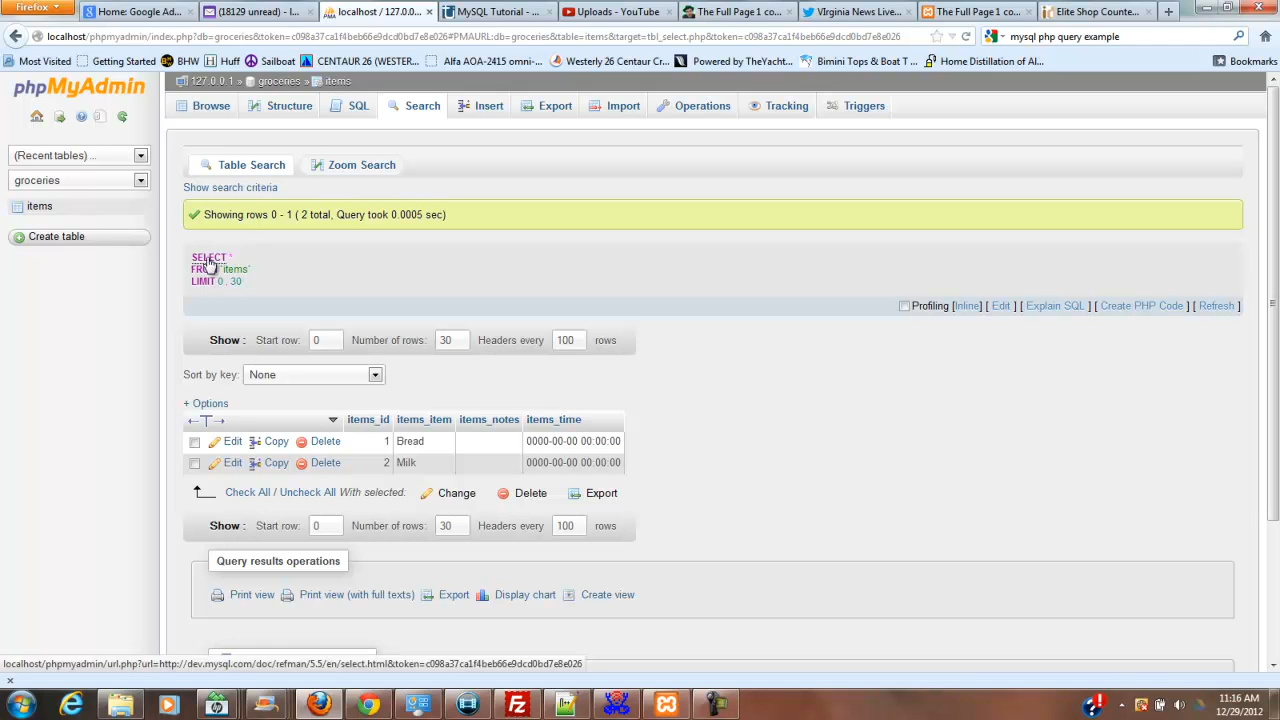 Firefox
Home: Google Ad...
(18129 unread) - l...
localhost / 127.0.0...
MySQL Tutorial - ...
Uploads - YouTube
The Full Page 1 co...
VIrginia News Live...
The Full Page 1 co...
Elite Shop Counte...
localhost/phpmyadmin/index.php?db=groceries&token=c098a37ca1f4beb66e9dcd0bd7e8e026#PMAURL:db=groceries&table=items&target=tbl_select.php&token=c098a37ca1f4beb66e9dcd0bd7e8e026
mysql php query example
Most Visited
Getting Started
BHW
Huff
Sailboat
CENTAUR 26 (WESTER...
Alfa AOA-2415 omni-...
Westerly 26 Centaur Cr...
Powered by TheYacht...
Bimini Tops & Boat T...
Home Distillation of Al...
Bookmarks
phpMyAdmin
(Recent tables) ...
groceries
items
Create table
127.0.0.1 » groceries » items
Browse
Structure
SQL
Search
Insert
Export
Import
Operations
Tracking
Triggers
Table Search
Zoom Search
Show search criteria
Showing rows 0 - 1 ( 2 total, Query took 0.0005 sec)
SELECT *
FROM `items`
LIMIT 0 , 30
Profiling [Inline] [ Edit ] [ Explain SQL ] [ Create PHP Code ] [ Refresh ]
Show : Start row: 0 Number of rows: 30 Headers every 100 rows
Sort by key: None
+ Options
items_id items_item items_notes items_time
Edit Copy Delete 1 Bread 0000-00-00 00:00:00
Edit Copy Delete 2 Milk 0000-00-00 00:00:00
Check All / Uncheck All With selected: Change Delete Export
Show : Start row: 0 Number of rows: 30 Headers every 100 rows
Query results operations
Print view Print view (with full texts) Export Display chart Create view
localhost/phpmyadmin/url.php?url=http://dev.mysql.com/doc/refman/5.5/en/select.html&token=c098a37ca1f4beb66e9dcd0bd7e8e026
11:16 AM
12/29/2012